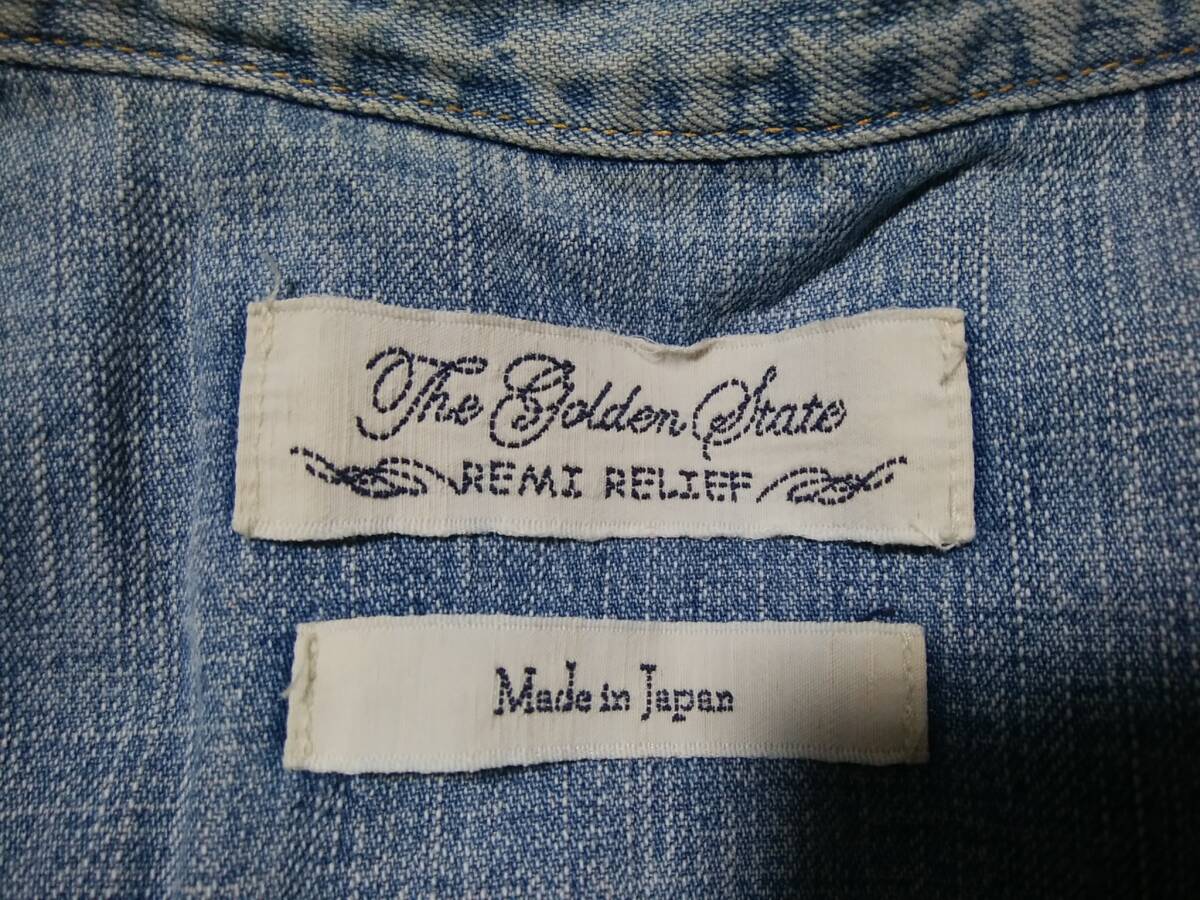 The Golden State
REMI RELIEF
Made in Japan